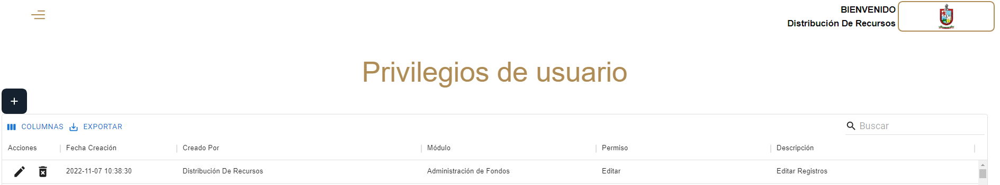 BIENVENIDO
Distribución De Recursos
Privilegios de usuario
+
COLUMNAS EXPORTAR Buscar
Acciones Fecha Creación Creado Por Módulo Permiso Descripción
2022-11-07 10:38:30 Distribución De Recursos Administración de Fondos Editar Editar Registros